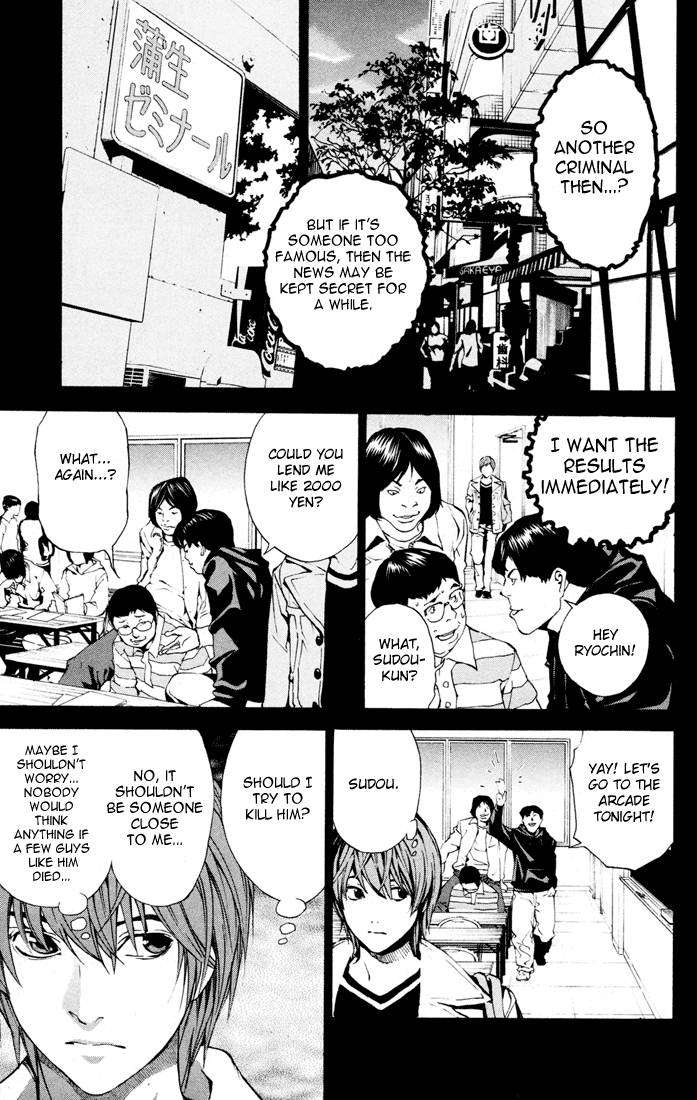 SO
ANOTHER
CRIMINAL
THEN...?
蒲生
ゼミナール
BUT IF IT'S
SOMEONE TOO
FAMOUS, THEN THE
NEWS MAY BE
KEPT SECRET FOR
A WHILE.
I WANT THE
RESULTS
IMMEDIATELY!
HEY
RYOCHIN!
WHAT,
SUDOU-
KUN?
COULD YOU
LEND ME
LIKE 2000
YEN?
WHAT...
AGAIN...?
YAY! LET'S
GO TO THE
ARCADE
TONIGHT!
SUDOU.
SHOULD I
TRY TO
KILL HIM?
NO, IT
SHOULDN'T
BE SOMEONE
CLOSE
TO ME...
MAYBE I
SHOULDN'T
WORRY...
NOBODY
WOULD
THINK
ANYTHING IF
A FEW GUYS
LIKE HIM
DIED...